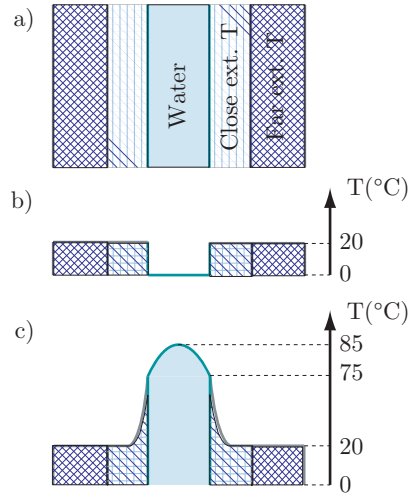 a)
Water
Close ext. T
Far ext. T
b)
T(°C)
20
0
c)
T(°C)
85
75
20
0